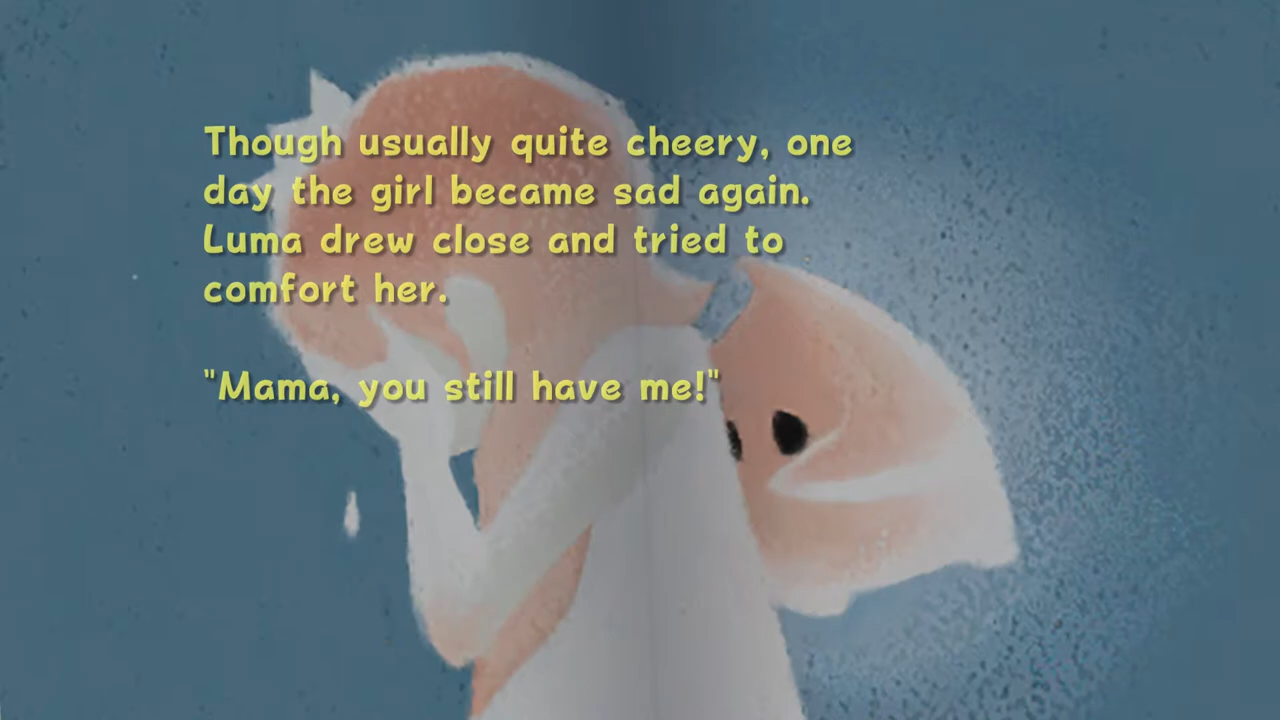 Though usually quite cheery, one
day the girl became sad again.
Luma drew close and tried to
comfort her.
"Mama, you still have me!"